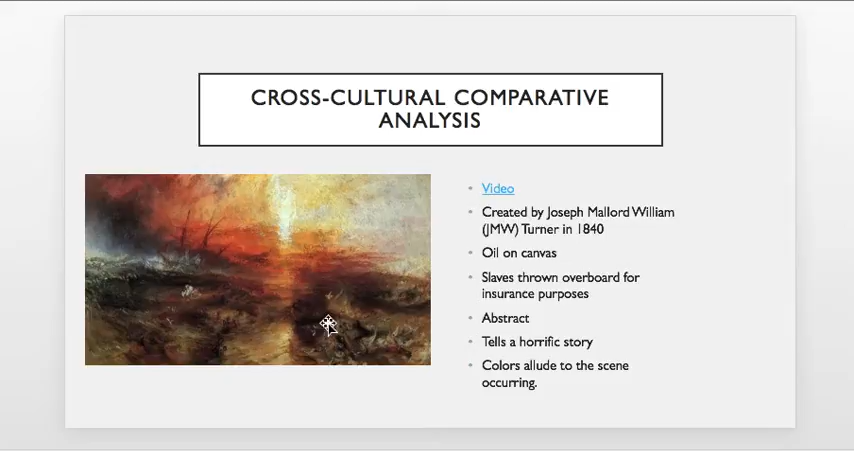 CROSS-CULTURAL COMPARATIVE
ANALYSIS
• Video
• Created by Joseph Mallord William
(JMW) Turner in 1840
• Oil on canvas
• Slaves thrown overboard for
insurance purposes
• Abstract
• Tells a horrific story
• Colors allude to the scene
occurring.